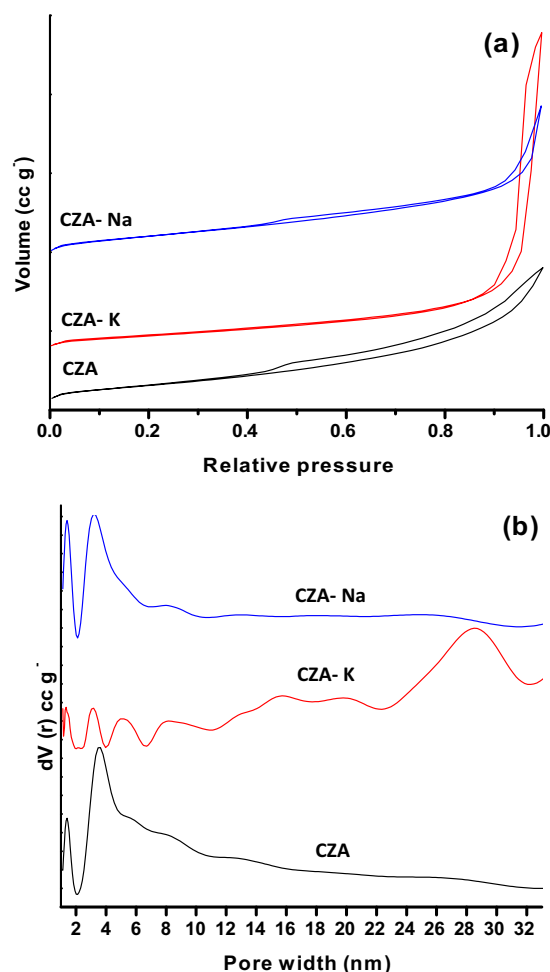 (a)
Volume (cc g⁻)
CZA- Na
CZA- K
CZA
0.0 0.2 0.4 0.6 0.8 1.0
Relative pressure
(b)
dV (r) cc g⁻
CZA- Na
CZA- K
CZA
2 4 6 8 10 12 14 16 18 20 22 24 26 28 30 32
Pore width (nm)